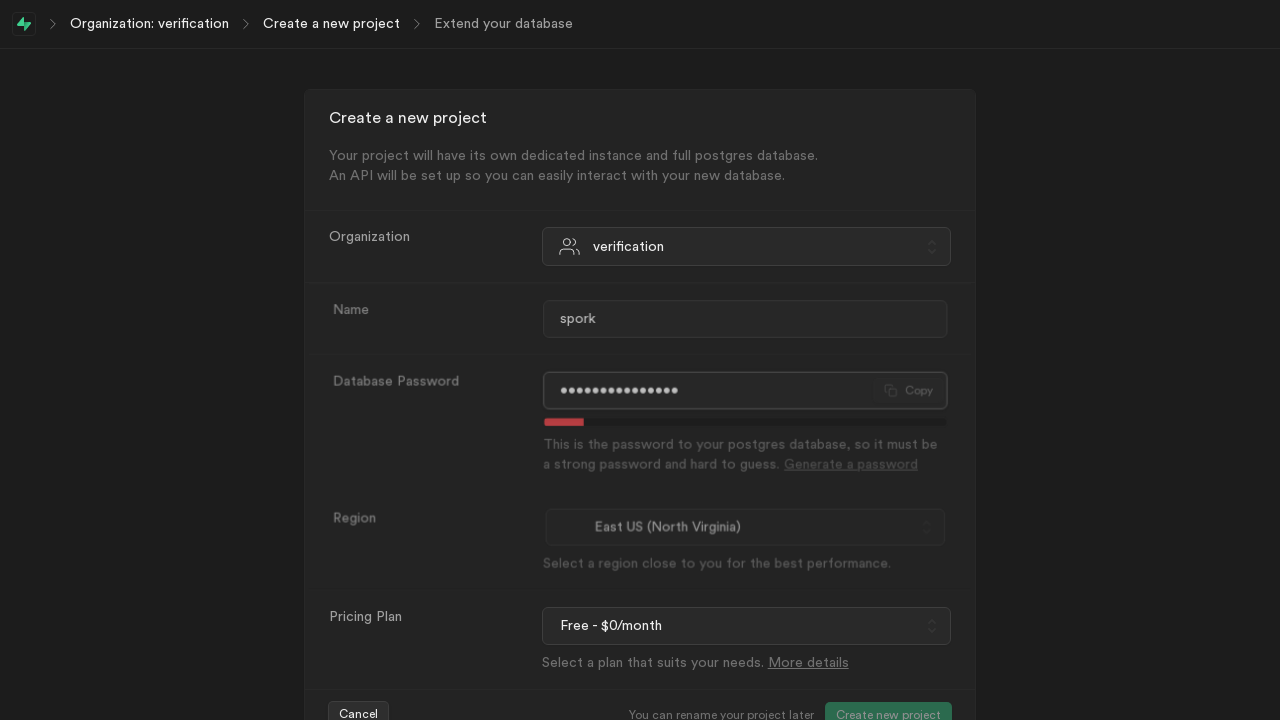 Organization: verification
Create a new project
Extend your database
Create a new project
Your project will have its own dedicated instance and full postgres database.
An API will be set up so you can easily interact with your new database.
Organization
verification
Name
spork
Database Password
•••••••••••••••
Copy
This is the password to your postgres database, so it must be
a strong password and hard to guess. Generate a password
Region
East US (North Virginia)
Select a region close to you for the best performance.
Pricing Plan
Free - $0/month
Select a plan that suits your needs. More details
Cancel
You can rename your project later
Create new project